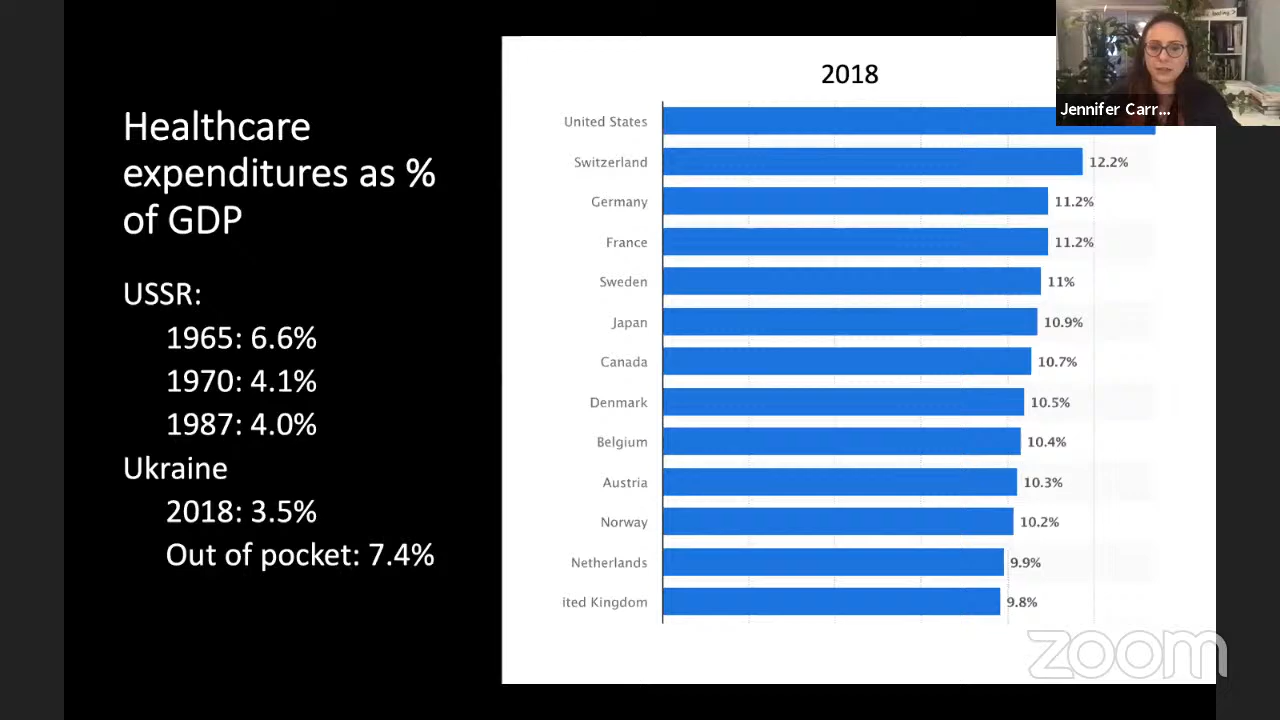 Healthcare
expenditures as %
of GDP
USSR:
1965: 6.6%
1970: 4.1%
1987: 4.0%
Ukraine
2018: 3.5%
Out of pocket: 7.4%
2018
United States
Switzerland 12.2%
Germany 11.2%
France 11.2%
Sweden 11%
Japan 10.9%
Canada 10.7%
Denmark 10.5%
Belgium 10.4%
Austria 10.3%
Norway 10.2%
Netherlands 9.9%
ited Kingdom 9.8%
Jennifer Carr...
zoom